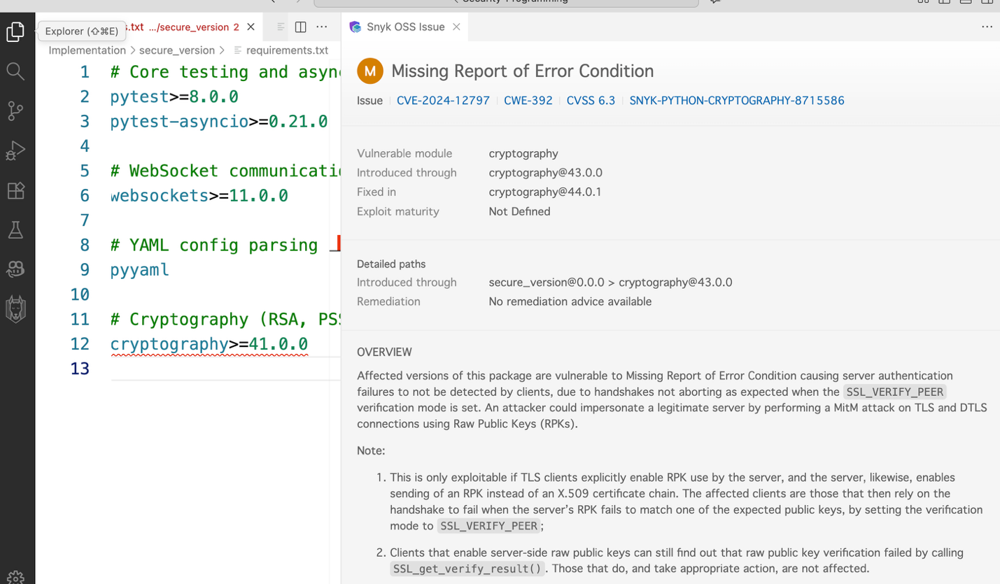 Security Programming
Explorer (⇧⌘E)
s.txt .../secure_version 2
Snyk OSS Issue
Implementation > secure_version > requirements.txt
1 # Core testing and async
2 pytest>=8.0.0
3 pytest-asyncio>=0.21.0
4
5 # WebSocket communicatio
6 websockets>=11.0.0
7
8 # YAML config parsing
9 pyyaml
10
11 # Cryptography (RSA, PSS
12 cryptography>=41.0.0
13
M Missing Report of Error Condition
Issue | CVE-2024-12797 | CWE-392 | CVSS 6.3 | SNYK-PYTHON-CRYPTOGRAPHY-8715586
Vulnerable module cryptography
Introduced through cryptography@43.0.0
Fixed in cryptography@44.0.1
Exploit maturity Not Defined
Detailed paths
Introduced through secure_version@0.0.0 > cryptography@43.0.0
Remediation No remediation advice available
OVERVIEW
Affected versions of this package are vulnerable to Missing Report of Error Condition causing server authentication
failures to not be detected by clients, due to handshakes not aborting as expected when the SSL_VERIFY_PEER
verification mode is set. An attacker could impersonate a legitimate server by performing a MitM attack on TLS and DTLS
connections using Raw Public Keys (RPKs).
Note:
1. This is only exploitable if TLS clients explicitly enable RPK use by the server, and the server, likewise, enables
sending of an RPK instead of an X.509 certificate chain. The affected clients are those that then rely on the
handshake to fail when the server's RPK fails to match one of the expected public keys, by setting the verification
mode to SSL_VERIFY_PEER;
2. Clients that enable server-side raw public keys can still find out that raw public key verification failed by calling
SSL_get_verify_result(). Those that do, and take appropriate action, are not affected.